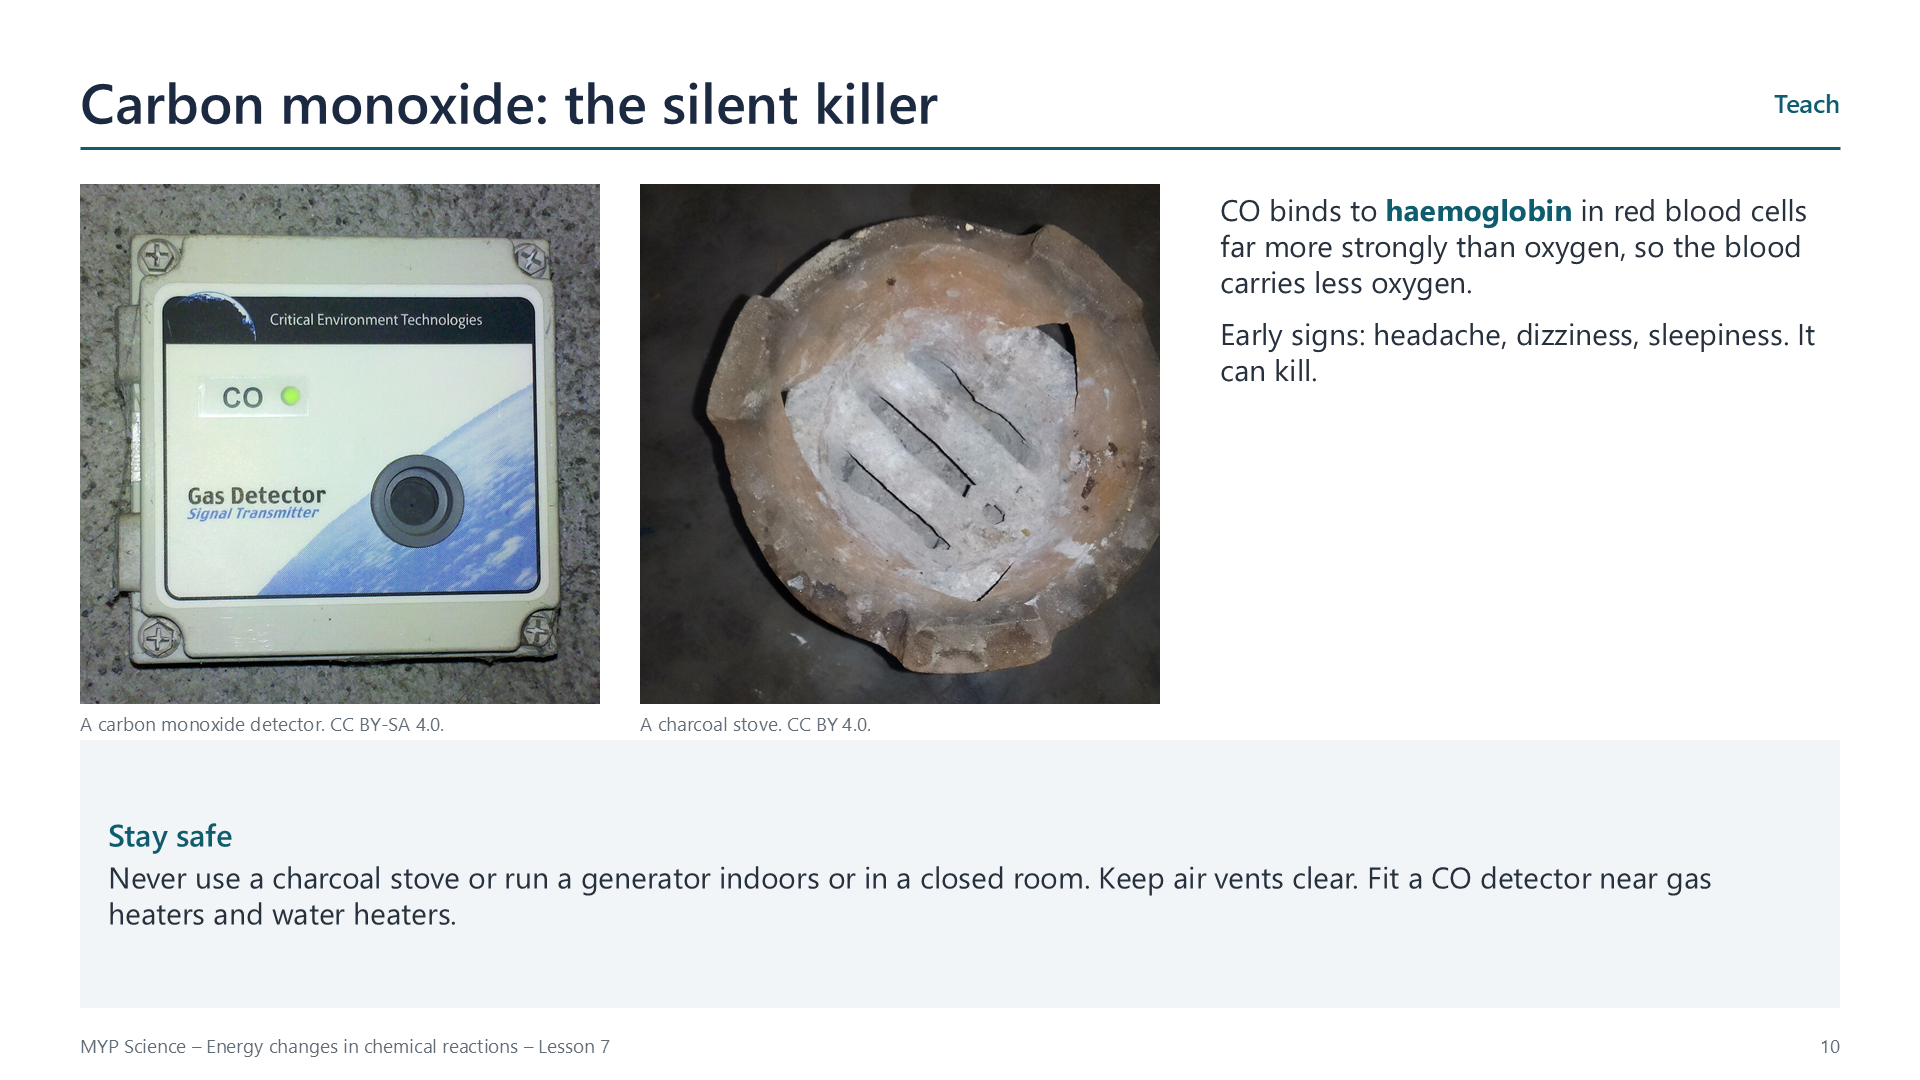 Carbon monoxide: the silent killer
Teach
Critical Environment Technologies
CO
Gas Detector
Signal Transmitter
CO binds to haemoglobin in red blood cells
far more strongly than oxygen, so the blood
carries less oxygen.
Early signs: headache, dizziness, sleepiness. It
can kill.
A carbon monoxide detector. CC BY-SA 4.0.
A charcoal stove. CC BY 4.0.
Stay safe
Never use a charcoal stove or run a generator indoors or in a closed room. Keep air vents clear. Fit a CO detector near gas
heaters and water heaters.
MYP Science – Energy changes in chemical reactions – Lesson 7
10